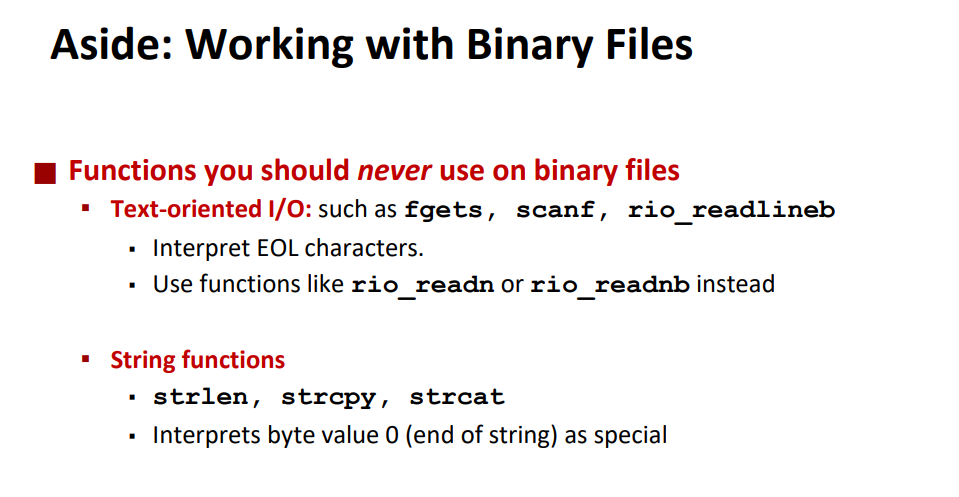 Aside: Working with Binary Files
Functions you should never use on binary files
Text-oriented I/O: such as fgets, scanf, rio_readlineb
Interpret EOL characters.
Use functions like rio_readn or rio_readnb instead
String functions
strlen, strcpy, strcat
Interprets byte value 0 (end of string) as special